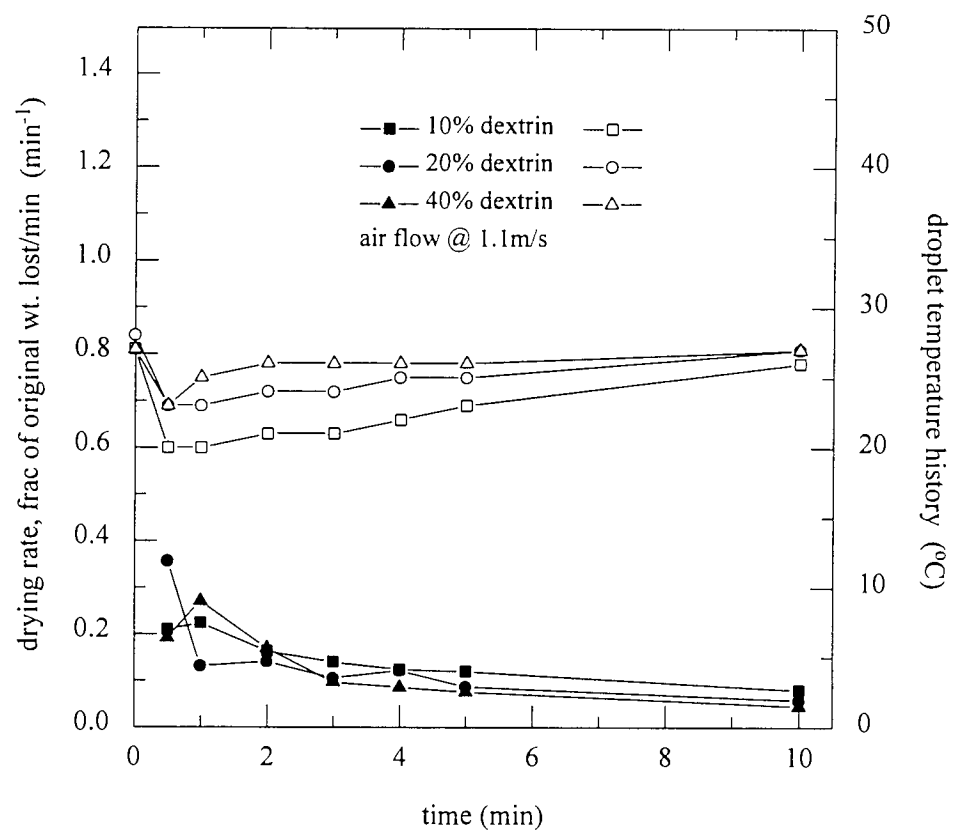 50
1.4
10% dextrin
1.2
20% dextrin
40
40% dextrin
air flow @ 1.1m/s
1.0
30
0.8
0.6
20
0.4
10
0.2
0.0
0
0 2 4 6 8 10
time (min)
drying rate, frac of original wt. lost/min (min⁻¹)
droplet temperature history (ºC)